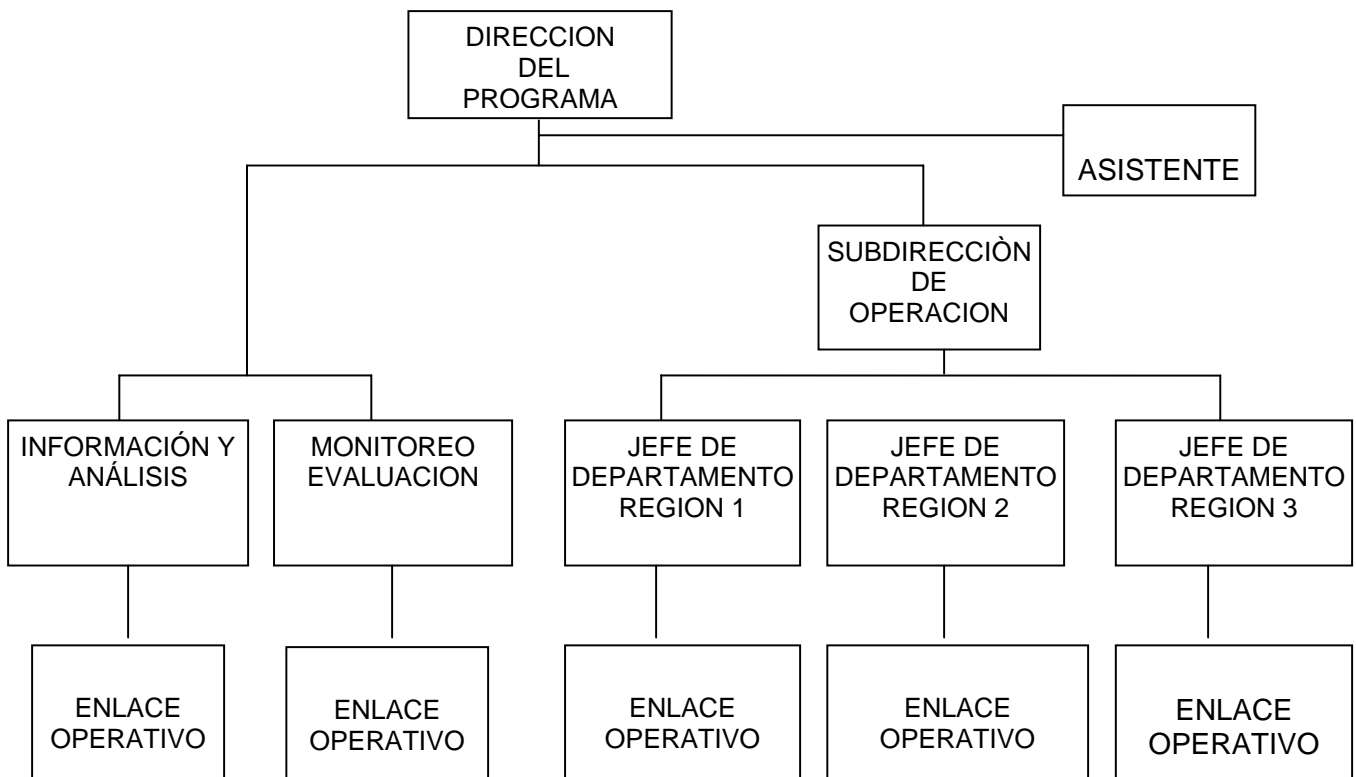 DIRECCION
DEL
PROGRAMA
ASISTENTE
SUBDIRECCIÒN
DE
OPERACION
INFORMACIÓN Y
ANÁLISIS
MONITOREO
EVALUACION
JEFE DE
DEPARTAMENTO
REGION 1
JEFE DE
DEPARTAMENTO
REGION 2
JEFE DE
DEPARTAMENTO
REGION 3
ENLACE
OPERATIVO
ENLACE
OPERATIVO
ENLACE
OPERATIVO
ENLACE
OPERATIVO
ENLACE
OPERATIVO